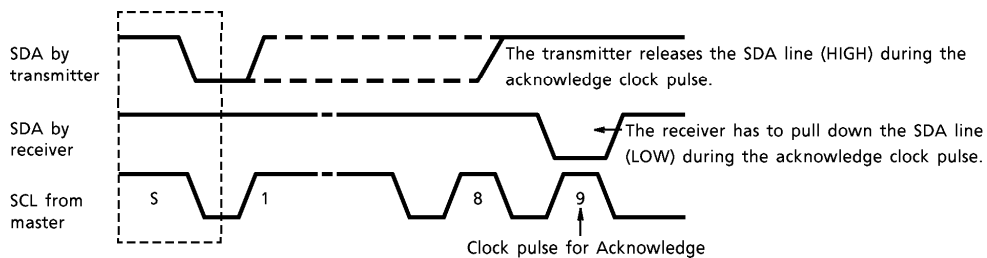 SDA by
transmitter
The transmitter releases the SDA line (HIGH) during the
acknowledge clock pulse.
SDA by
receiver
The receiver has to pull down the SDA line
(LOW) during the acknowledge clock pulse.
SCL from
master
S
1
8
9
Clock pulse for Acknowledge